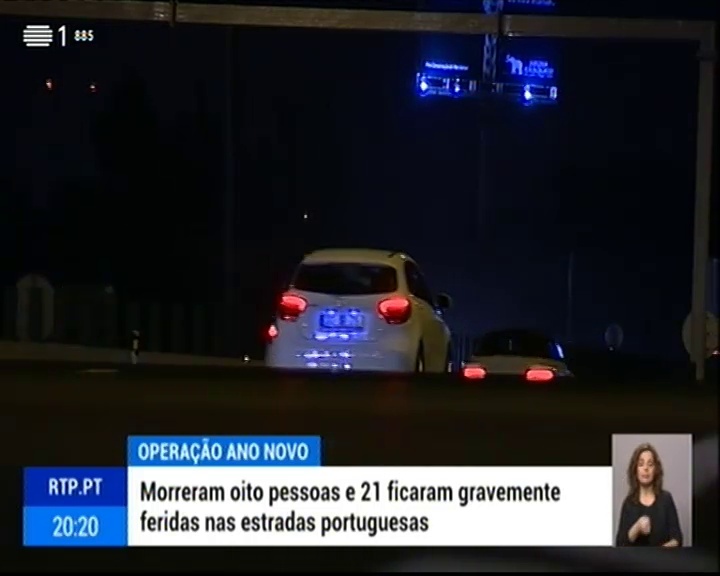 1 885
OPERAÇÃO ANO NOVO
RTP.PT
20:20
Morreram oito pessoas e 21 ficaram gravemente
feridas nas estradas portuguesas